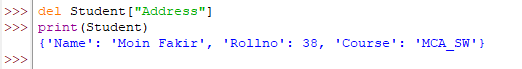 >>> del Student["Address"]
>>> print(Student)
{'Name': 'Moin Fakir', 'Rollno': 38, 'Course': 'MCA_SW'}
>>>